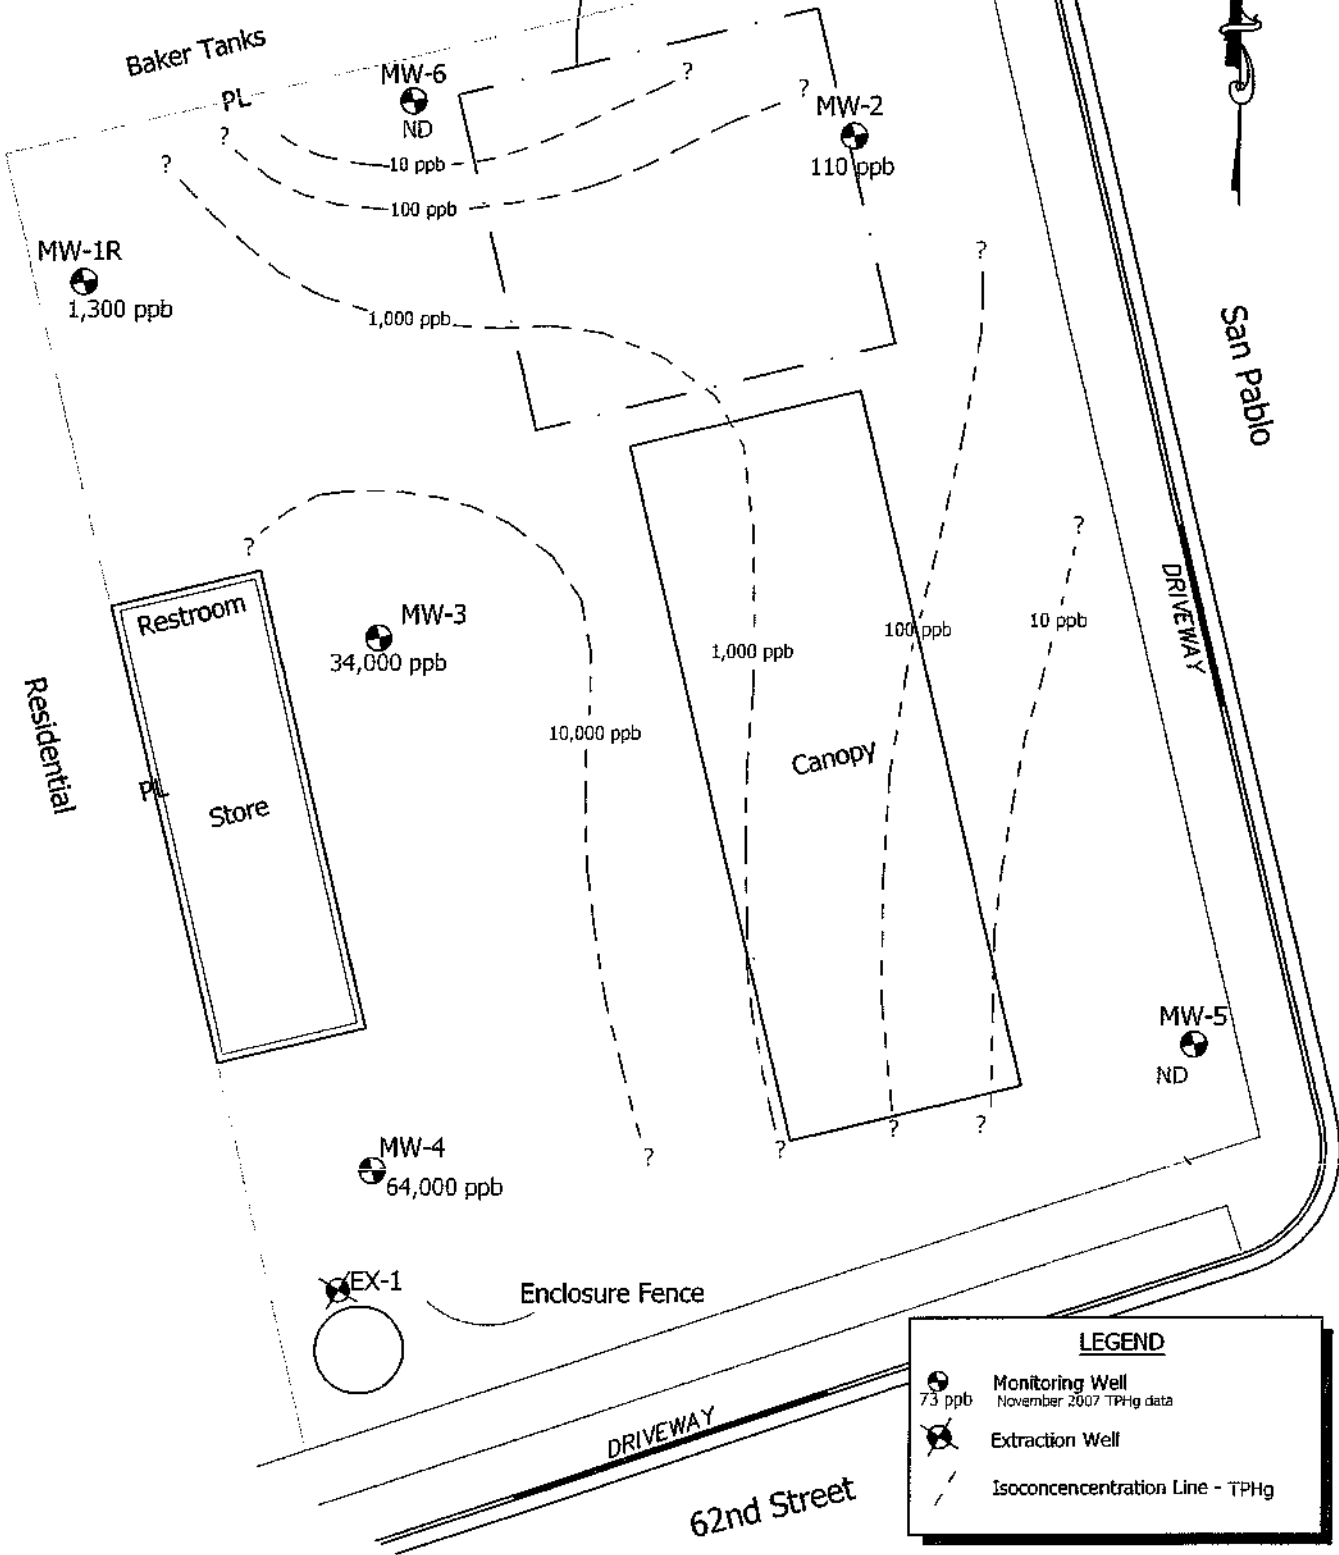 Baker Tanks
PL
MW-6
ND
MW-2
110 ppb
?
?
?
?
10 ppb
100 ppb
MW-1R
1,300 ppb
1,000 ppb
?
San Pablo
?
?
Restroom
MW-3
34,000 ppb
DRIVEWAY
10 ppb
100 ppb
1,000 ppb
10,000 ppb
Residential
Canopy
PL
Store
MW-5
ND
?
?
?
?
MW-4
64,000 ppb
EX-1
Enclosure Fence
DRIVEWAY
62nd Street
LEGEND
Monitoring Well
73 ppb
November 2007 TPHg data
Extraction Well
Isoconcencentration Line - TPHg